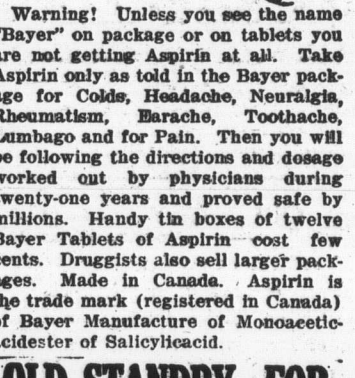 Warning! Unless you see the name
"Bayer" on package or on tablets you
are not getting Aspirin at all. Take
Aspirin only as told in the Bayer pack-
age for Colds, Headache, Neuralgia,
Rheumatism, Earache, Toothache,
Lumbago and for Pain. Then you will
be following the directions and dosage
worked out by physicians during
twenty-one years and proved safe by
millions. Handy tin boxes of twelve
Bayer Tablets of Aspirin cost few
cents. Druggists also sell larger pack-
ages. Made in Canada. Aspirin is
the trade mark (registered in Canada)
of Bayer Manufacture of Monoacetic-
acidester of Salicylicacid.
OLD STANDBY FOR